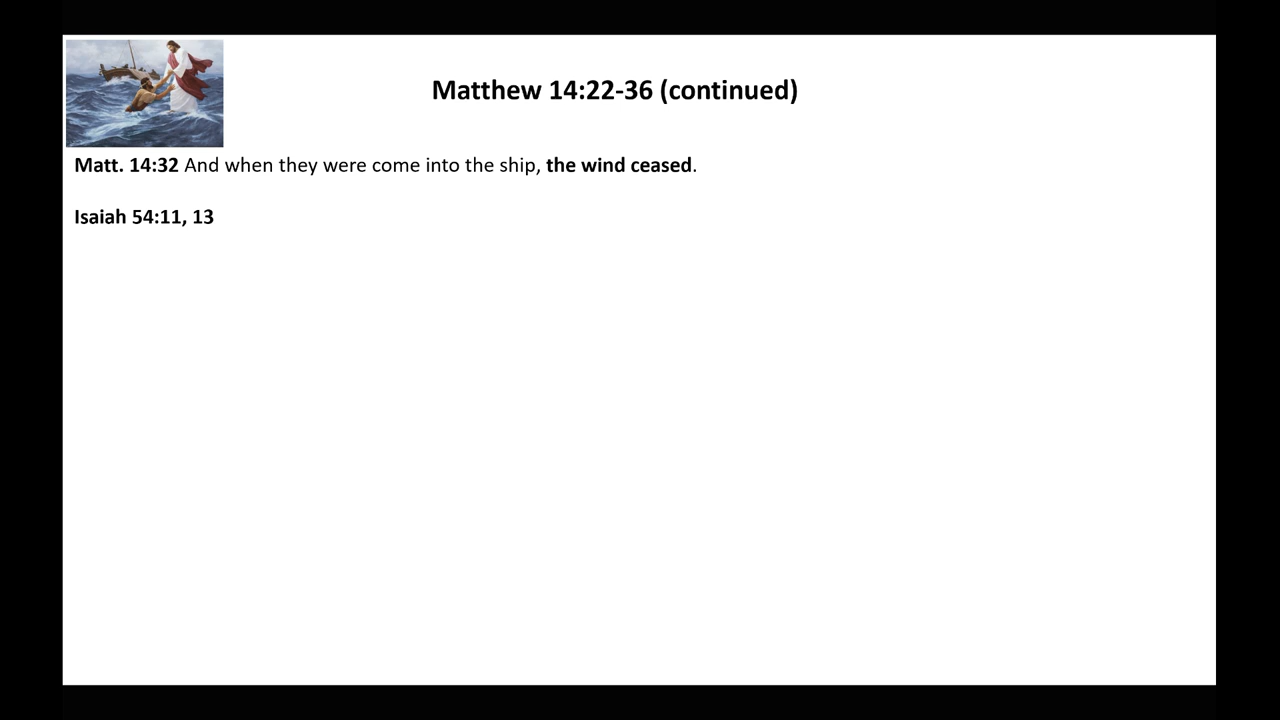 Matthew 14:22-36 (continued)
Matt. 14:32 And when they were come into the ship, the wind ceased.
Isaiah 54:11, 13